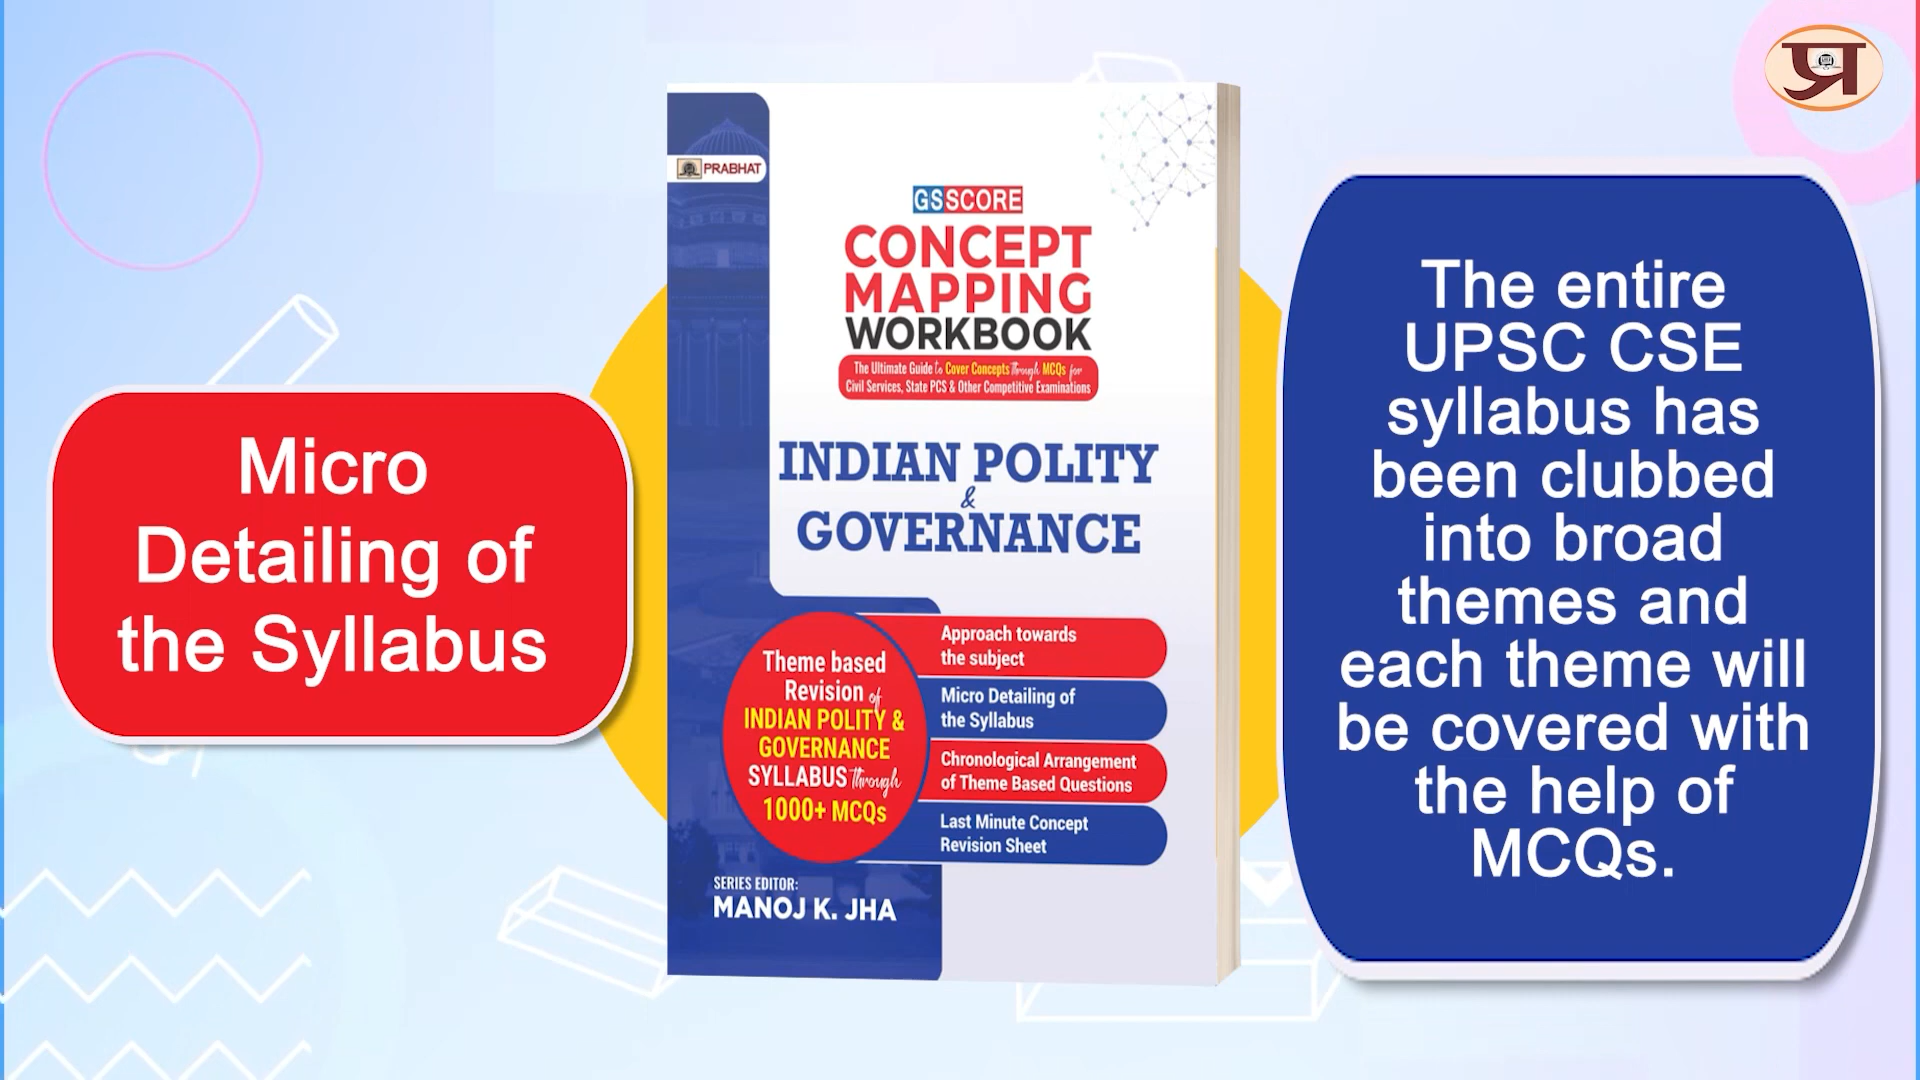 प्र
Micro
Detailing of
the Syllabus
PRABHAT
GSSCORE
CONCEPT
MAPPING
WORKBOOK
The Ultimate Guide to Cover Concepts through MCQs for
Civil Services, State PCS & Other Competitive Examinations
INDIAN POLITY
&
GOVERNANCE
Theme based
Revision of
INDIAN POLITY &
GOVERNANCE
SYLLABUS through
1000+ MCQs
Approach towards
the subject
Micro Detailing of
the Syllabus
Chronological Arrangement
of Theme Based Questions
Last Minute Concept
Revision Sheet
SERIES EDITOR:
MANOJ K. JHA
The entire
UPSC CSE
syllabus has
been clubbed
into broad
themes and
each theme will
be covered with
the help of
MCQs.